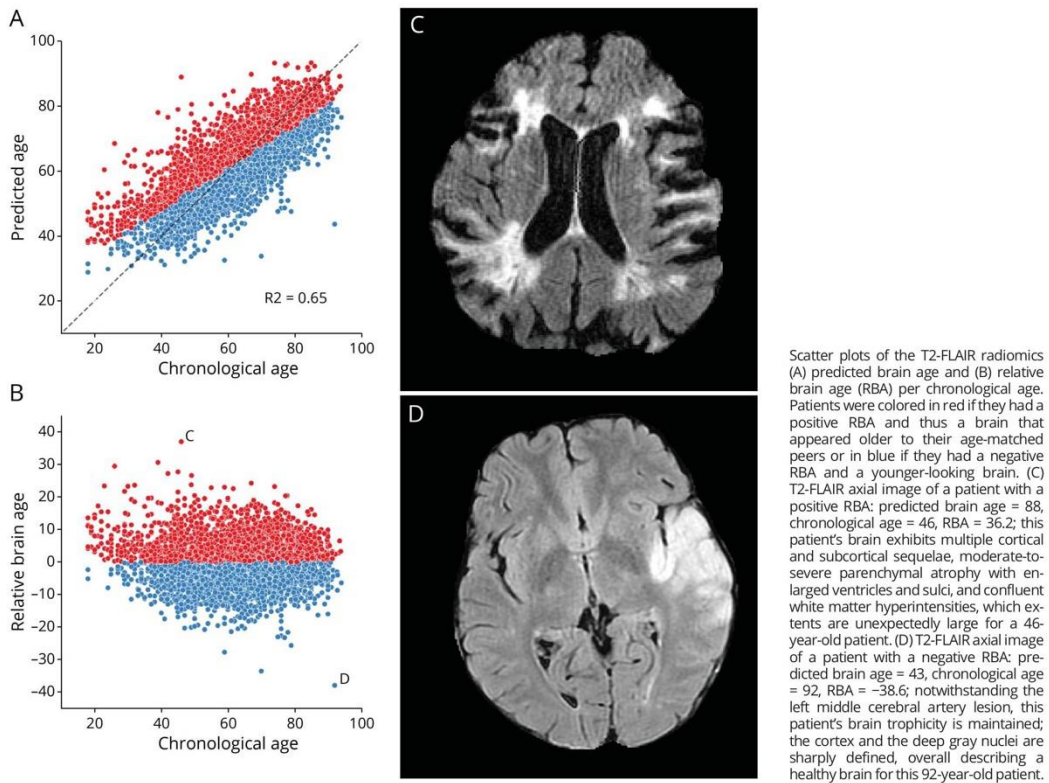 A
100
80
60
40
20
Predicted age
R2 = 0.65
20 40 60 80 100
Chronological age
B
40
30
20
10
0
−10
−20
−30
−40
Relative brain age
C
D
20 40 60 80 100
Chronological age
C
D
Scatter plots of the T2-FLAIR radiomics
(A) predicted brain age and (B) relative
brain age (RBA) per chronological age.
Patients were colored in red if they had a
positive RBA and thus a brain that
appeared older to their age-matched
peers or in blue if they had a negative
RBA and a younger-looking brain. (C)
T2-FLAIR axial image of a patient with a
positive RBA: predicted brain age = 88,
chronological age = 46, RBA = 36.2; this
patient's brain exhibits multiple cortical
and subcortical sequelae, moderate-to-
severe parenchymal atrophy with en-
larged ventricles and sulci, and confluent
white matter hyperintensities, which ex-
tents are unexpectedly large for a 46-
year-old patient. (D) T2-FLAIR axial image
of a patient with a negative RBA: pre-
dicted brain age = 43, chronological age
= 92, RBA = −38.6; notwithstanding the
left middle cerebral artery lesion, this
patient's brain trophicity is maintained;
the cortex and the deep gray nuclei are
sharply defined, overall describing a
healthy brain for this 92-year-old patient.